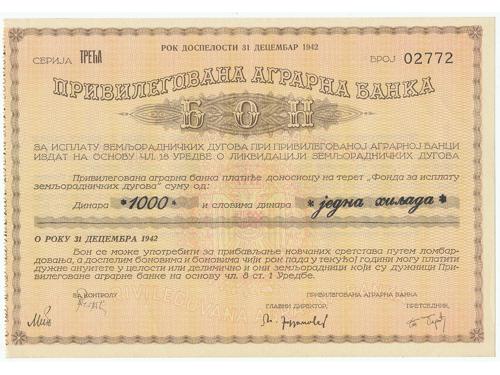 РОК ДОСПЕЛОСТИ 31 ДЕЦЕМБАР 1942
СЕРИЈА ТРЕЋА БРОЈ 02772
ПРИВИЛЕГОВАНА АГРАРНА БАНКА
БОН
ЗА ИСПЛАТУ ЗЕМЉОРАДНИЧКИХ ДУГОВА ПРИ ПРИВИЛЕГОВАНОЈ АГРАРНОЈ БАНЦИ
ИЗДАТ НА ОСНОВУ ЧЛ. 16 УРЕДБЕ О ЛИКВИДАЦИЈИ ЗЕМЉОРАДНИЧКИХ ДУГОВА
Привилегована аграрна банка платиће доносиоцу на терет „Фонда за исплату
земљорадничких дугова“ суму од:
Динара *1000* и словима динара *једна хиљада*
О РОКУ 31 ДЕЦЕМБРА 1942
Бон се може употребити за прибављање новчаних сретстава путем ломбар-
довања, а доспелим боновима и боновима чији рок пада у текућој години могу платити
дужне ануитете у целости или делимично и они земљорадници који су дужници При-
вилеговане аграрне банке на основу чл. 8 ст. 1 Уредбе.
ЗА КОНТРОЛУ
ПРИВИЛЕГОВАНА АГРАРНА БАНКА
ГЛАВНИ ДИРЕКТОР, ПРЕТСЕДНИК,